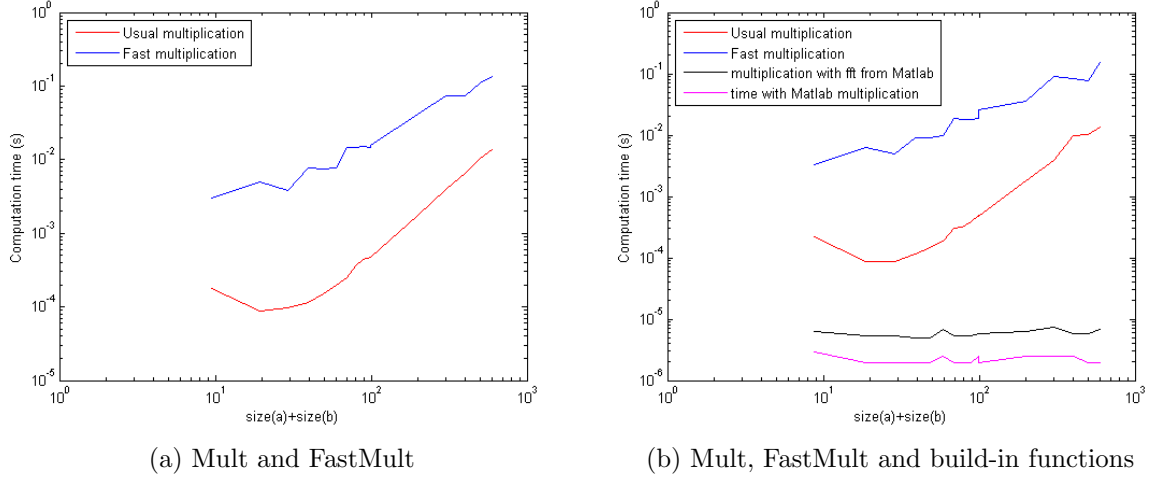 Usual multiplication
Fast multiplication
Computation time (s)
10^0
10^-1
10^-2
10^-3
10^-4
10^-5
10^0
10^1
10^2
10^3
size(a)+size(b)
(a) Mult and FastMult
Usual multiplication
Fast multiplication
multiplication with fft from Matlab
time with Matlab multiplication
Computation time (s)
10^0
10^-1
10^-2
10^-3
10^-4
10^-5
10^-6
10^0
10^1
10^2
10^3
size(a)+size(b)
(b) Mult, FastMult and build-in functions